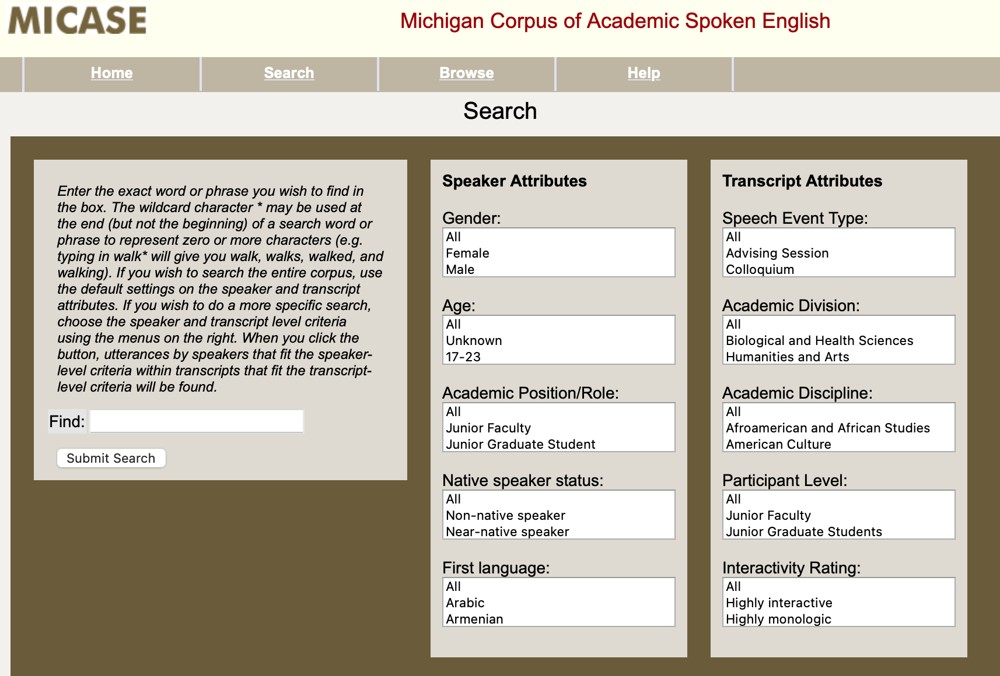 MICASE
Michigan Corpus of Academic Spoken English
Home
Search
Browse
Help
Search
Enter the exact word or phrase you wish to find in
the box. The wildcard character * may be used at
the end (but not the beginning) of a search word or
phrase to represent zero or more characters (e.g.
typing in walk* will give you walk, walks, walked, and
walking). If you wish to search the entire corpus, use
the default settings on the speaker and transcript
attributes. If you wish to do a more specific search,
choose the speaker and transcript level criteria
using the menus on the right. When you click the
button, utterances by speakers that fit the speaker-
level criteria within transcripts that fit the transcript-
level criteria will be found.
Find:
Submit Search
Speaker Attributes
Gender:
All
Female
Male
Age:
All
Unknown
17-23
Academic Position/Role:
All
Junior Faculty
Junior Graduate Student
Native speaker status:
All
Non-native speaker
Near-native speaker
First language:
All
Arabic
Armenian
Transcript Attributes
Speech Event Type:
All
Advising Session
Colloquium
Academic Division:
All
Biological and Health Sciences
Humanities and Arts
Academic Discipline:
All
Afroamerican and African Studies
American Culture
Participant Level:
All
Junior Faculty
Junior Graduate Students
Interactivity Rating:
All
Highly interactive
Highly monologic